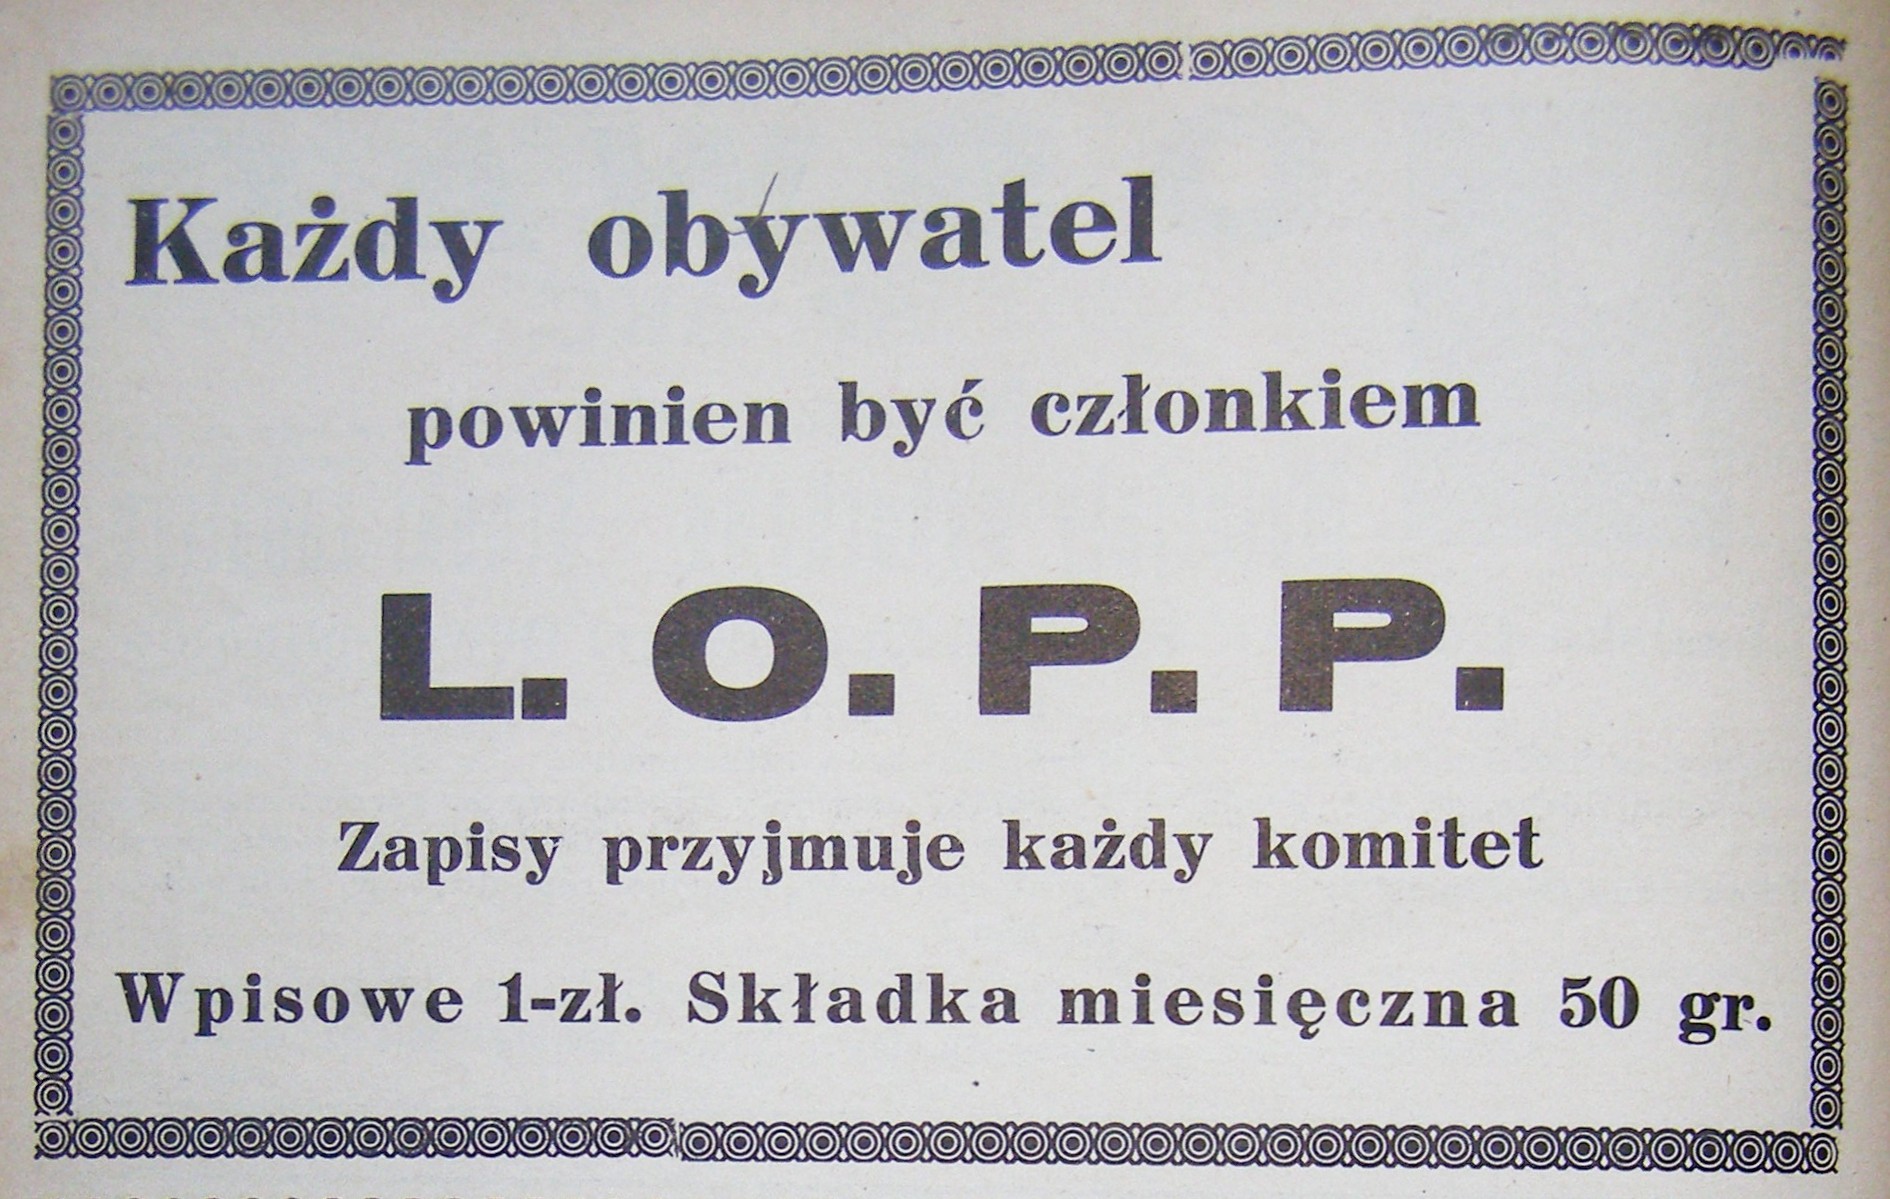 Każdy obywatel
powinien być członkiem
L. O. P. P.
Zapisy przyjmuje każdy komitet
Wpisowe 1-zł. Składka miesięczna 50 gr.